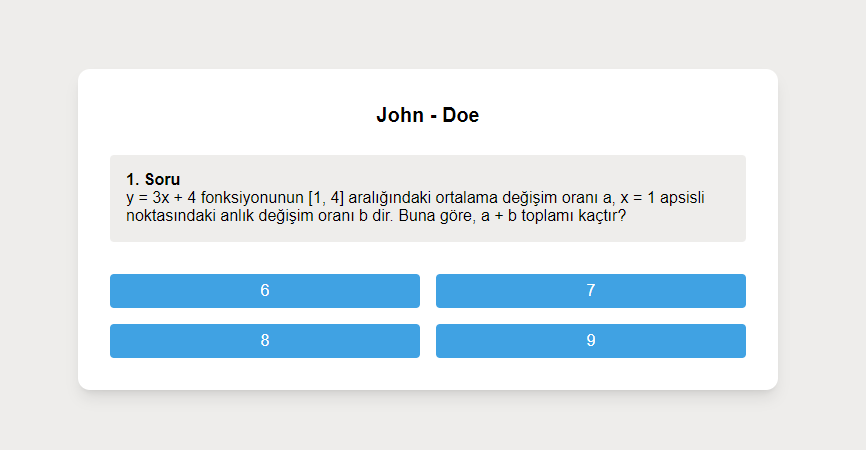 John - Doe
1. Soru
y = 3x + 4 fonksiyonunun [1, 4] aralığındaki ortalama değişim oranı a, x = 1 apsisli
noktasındaki anlık değişim oranı b dir. Buna göre, a + b toplamı kaçtır?
6
7
8
9